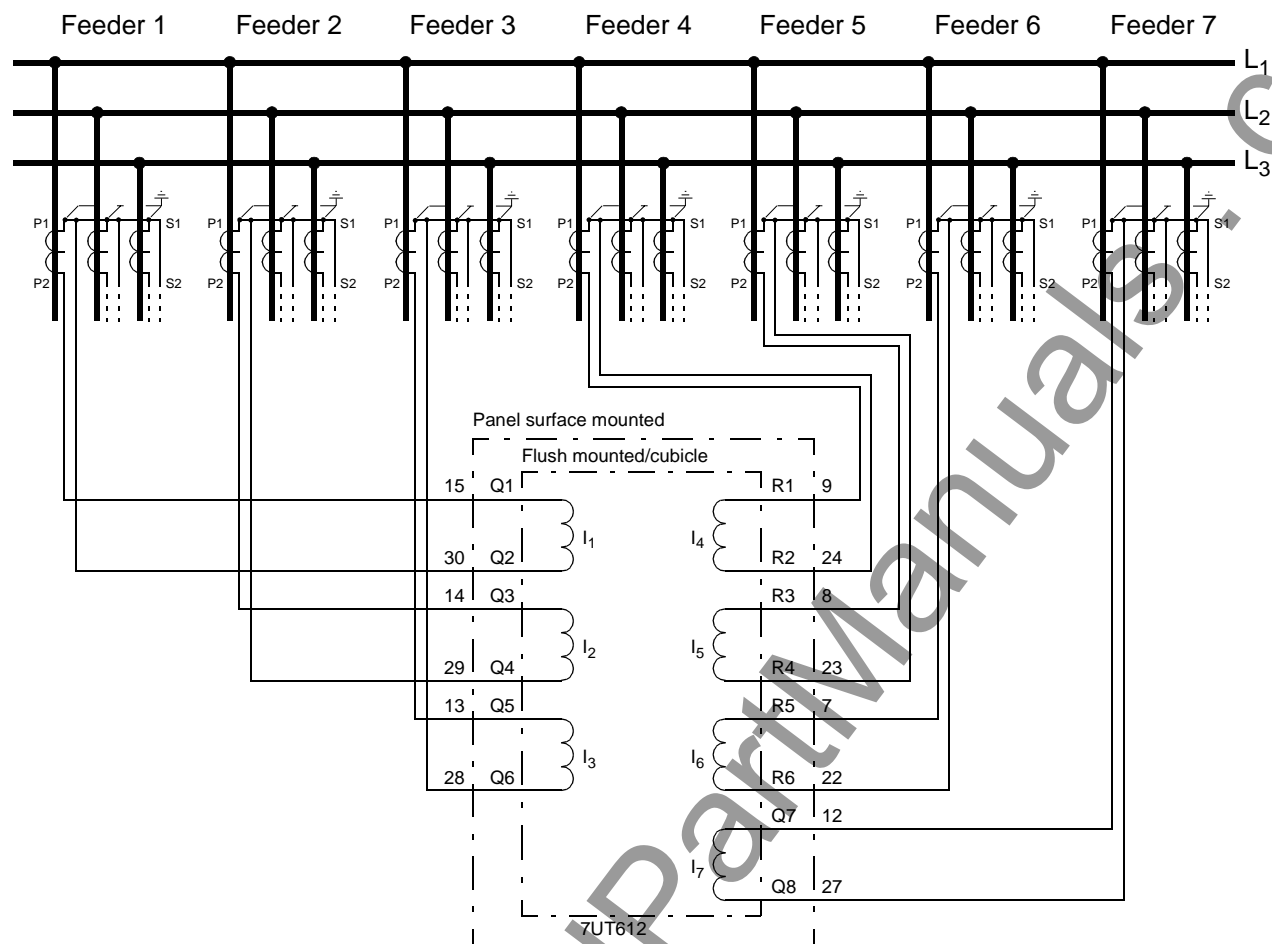 Feeder 1 Feeder 2 Feeder 3 Feeder 4 Feeder 5 Feeder 6 Feeder 7
L1
L2
L3
P1 S1 P1 S1 P1 S1 P1 S1 P1 S1 P1 S1 P1 S1
P2 S2 P2 S2 P2 S2 P2 S2 P2 S2 P2 S2 P2 S2
Panel surface mounted
Flush mounted/cubicle
15 Q1 R1 9
I1 I4
30 Q2 R2 24
14 Q3 R3 8
I2 I5
29 Q4 R4 23
13 Q5 R5 7
I3 I6
28 Q6 R6 22
Q7 12
I7
Q8 27
7UT612
PartManuals.